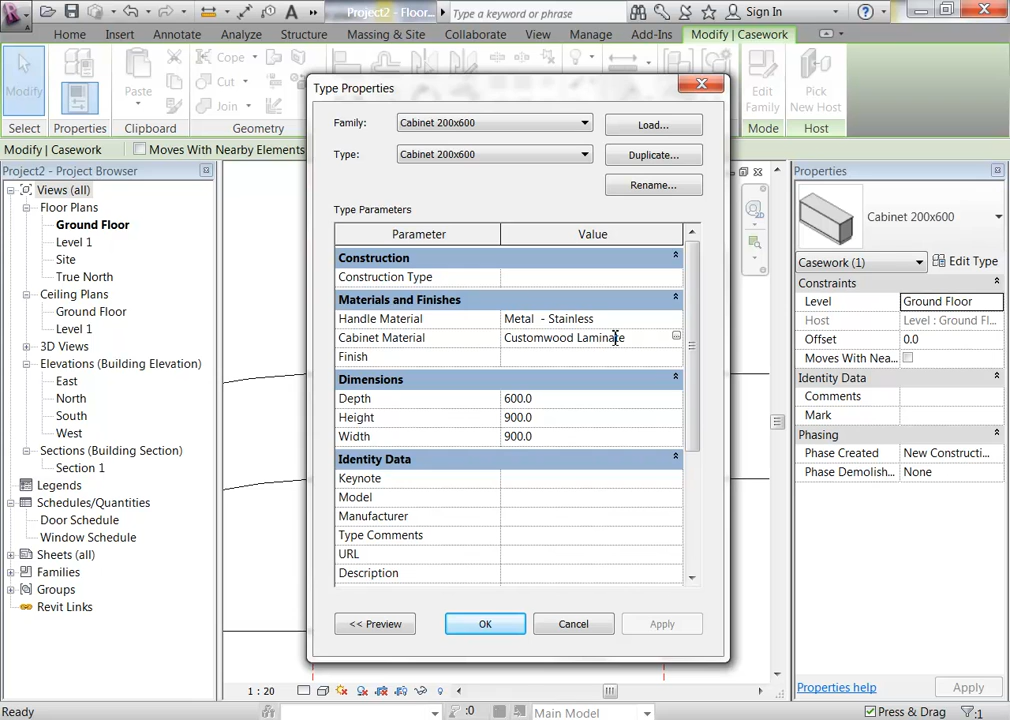 Project2 - Floor...
Type a keyword or phrase
Sign In
Home Insert Annotate Analyze Structure Massing & Site Collaborate View Manage Add-Ins Modify | Casework
Modify
Paste
Cope
Cut
Join
Edit Family
Pick New Host
Select Properties Clipboard Geometry Mode Host
Modify | Casework
Moves With Nearby Elements
Project2 - Project Browser
Views (all)
Floor Plans
Ground Floor
Level 1
Site
True North
Ceiling Plans
Ground Floor
Level 1
3D Views
Elevations (Building Elevation)
East
North
South
West
Sections (Building Section)
Section 1
Legends
Schedules/Quantities
Door Schedule
Window Schedule
Sheets (all)
Families
Groups
Revit Links
Type Properties
Family: Cabinet 200x600 Load...
Type: Cabinet 200x600 Duplicate...
Rename...
Type Parameters
Parameter Value
Construction
Construction Type
Materials and Finishes
Handle Material Metal - Stainless
Cabinet Material Customwood Laminate
Finish
Dimensions
Depth 600.0
Height 900.0
Width 900.0
Identity Data
Keynote
Model
Manufacturer
Type Comments
URL
Description
<< Preview OK Cancel Apply
Properties
Cabinet 200x600
Casework (1) Edit Type
Constraints
Level Ground Floor
Host Level : Ground Fl...
Offset 0.0
Moves With Nea...
Identity Data
Comments
Mark
Phasing
Phase Created New Constructi...
Phase Demolish... None
Properties help Apply
1 : 20
Ready
:0
Main Model
Press & Drag
:1